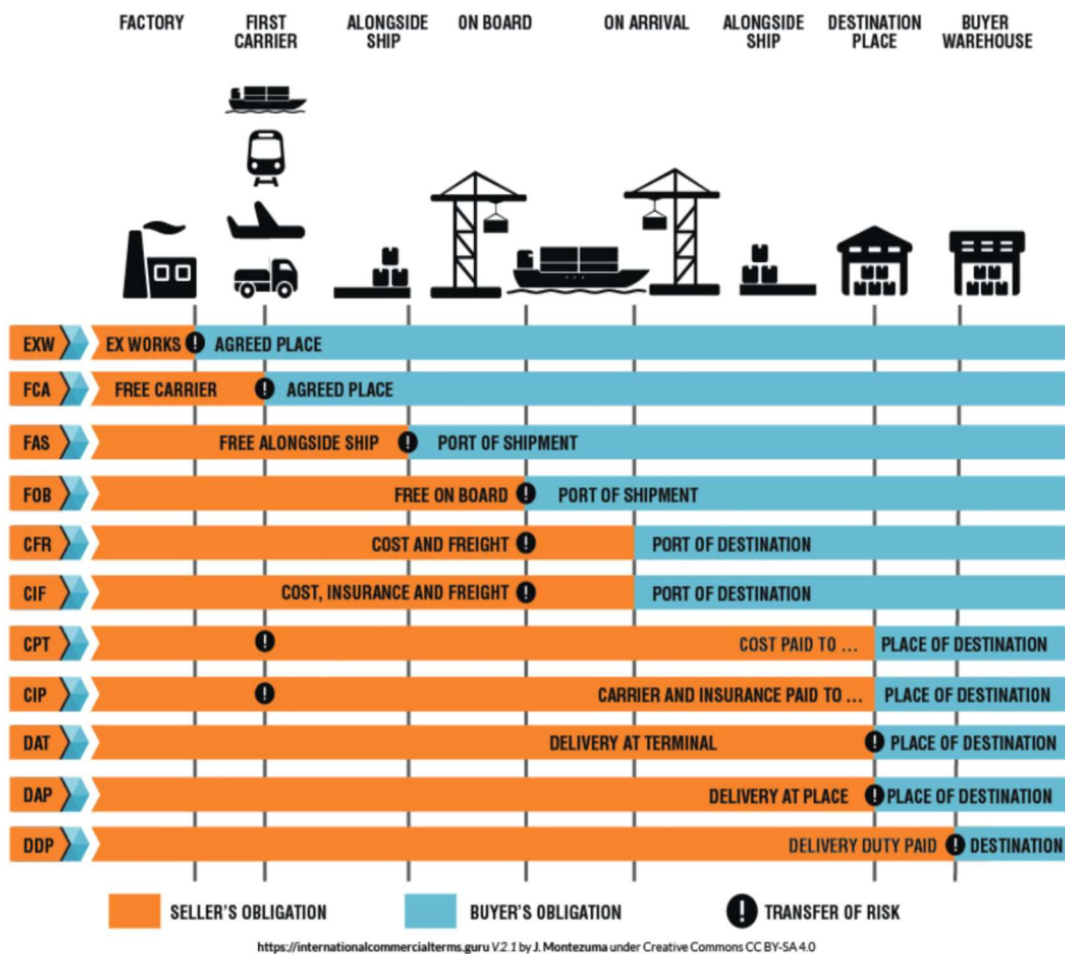 FACTORY
FIRST
CARRIER
ALONGSIDE
SHIP
ON BOARD
ON ARRIVAL
ALONGSIDE
SHIP
DESTINATION
PLACE
BUYER
WAREHOUSE
EXW EX WORKS ! AGREED PLACE
FCA FREE CARRIER ! AGREED PLACE
FAS FREE ALONGSIDE SHIP ! PORT OF SHIPMENT
FOB FREE ON BOARD ! PORT OF SHIPMENT
CFR COST AND FREIGHT ! PORT OF DESTINATION
CIF COST, INSURANCE AND FREIGHT ! PORT OF DESTINATION
CPT ! COST PAID TO ... PLACE OF DESTINATION
CIP ! CARRIER AND INSURANCE PAID TO ... PLACE OF DESTINATION
DAT DELIVERY AT TERMINAL ! PLACE OF DESTINATION
DAP DELIVERY AT PLACE ! PLACE OF DESTINATION
DDP DELIVERY DUTY PAID ! DESTINATION
SELLER'S OBLIGATION BUYER'S OBLIGATION ! TRANSFER OF RISK
https://internationalcommercialterms.guru V.2.1 by J. Montezuma under Creative Commons CC BY-SA 4.0